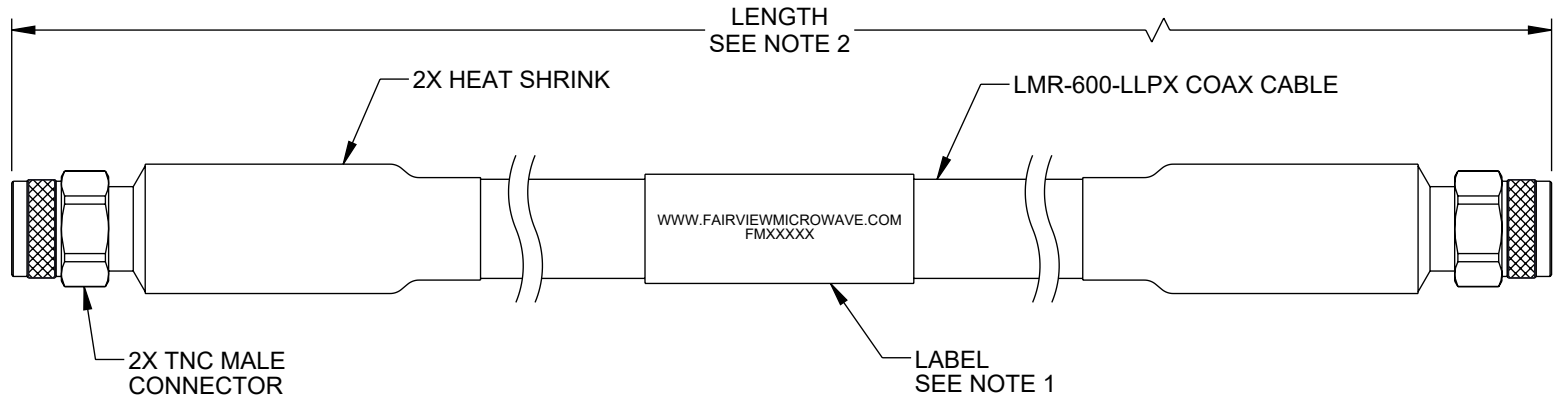 LENGTH
SEE NOTE 2
2X HEAT SHRINK
LMR-600-LLPX COAX CABLE
WWW.FAIRVIEWMICROWAVE.COM
FMXXXXX
2X TNC MALE
CONNECTOR
LABEL
SEE NOTE 1